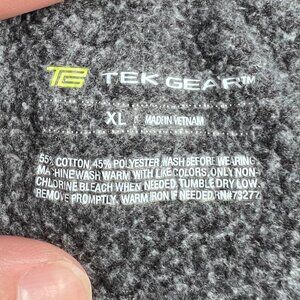 TG TEK GEAR™
XL MADE IN VIETNAM
55% COTTON, 45% POLYESTER. WASH BEFORE WEARING.
MACHINE WASH WARM WITH LIKE COLORS. ONLY NON-
CHLORINE BLEACH WHEN NEEDED. TUMBLE DRY LOW.
REMOVE PROMPTLY. WARM IRON IF NEEDED. RN#73277